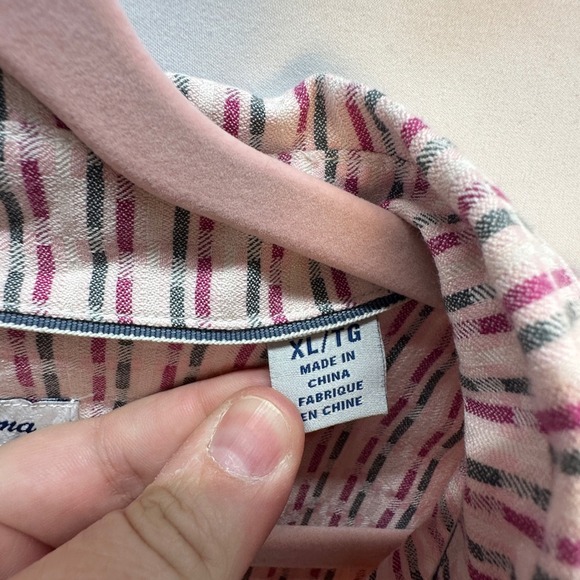 XL/TG
MADE IN
CHINA
FABRIQUE
EN CHINE